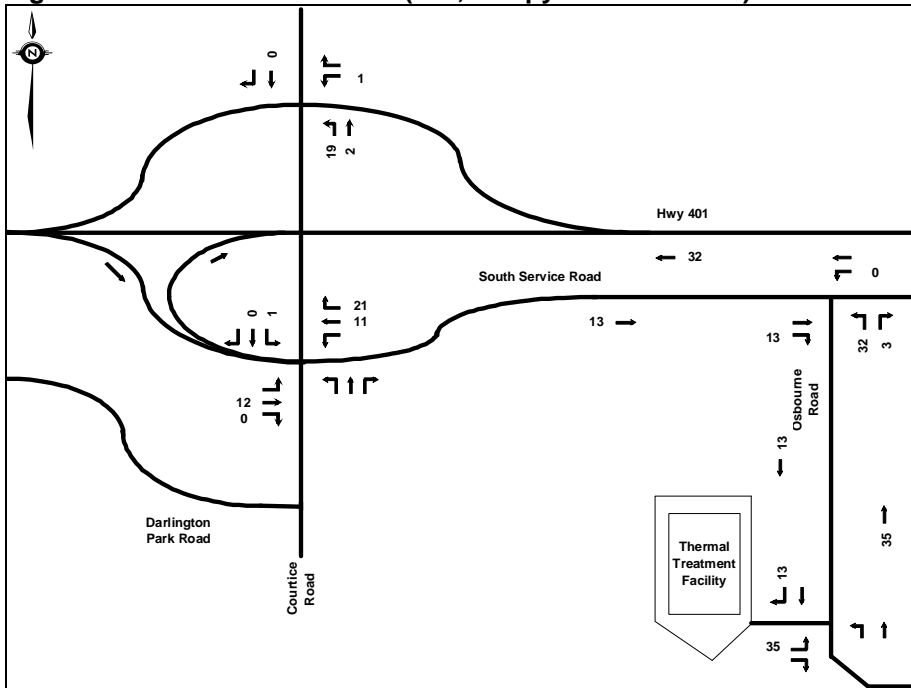 N
0
1
19
2
Hwy 401
32
0
South Service Road
0
1
21
11
13
13
32
3
12
0
Osbourne
Road
13
35
Darlington
Park Road
Thermal
Treatment
Facility
13
Courtice
Road
35